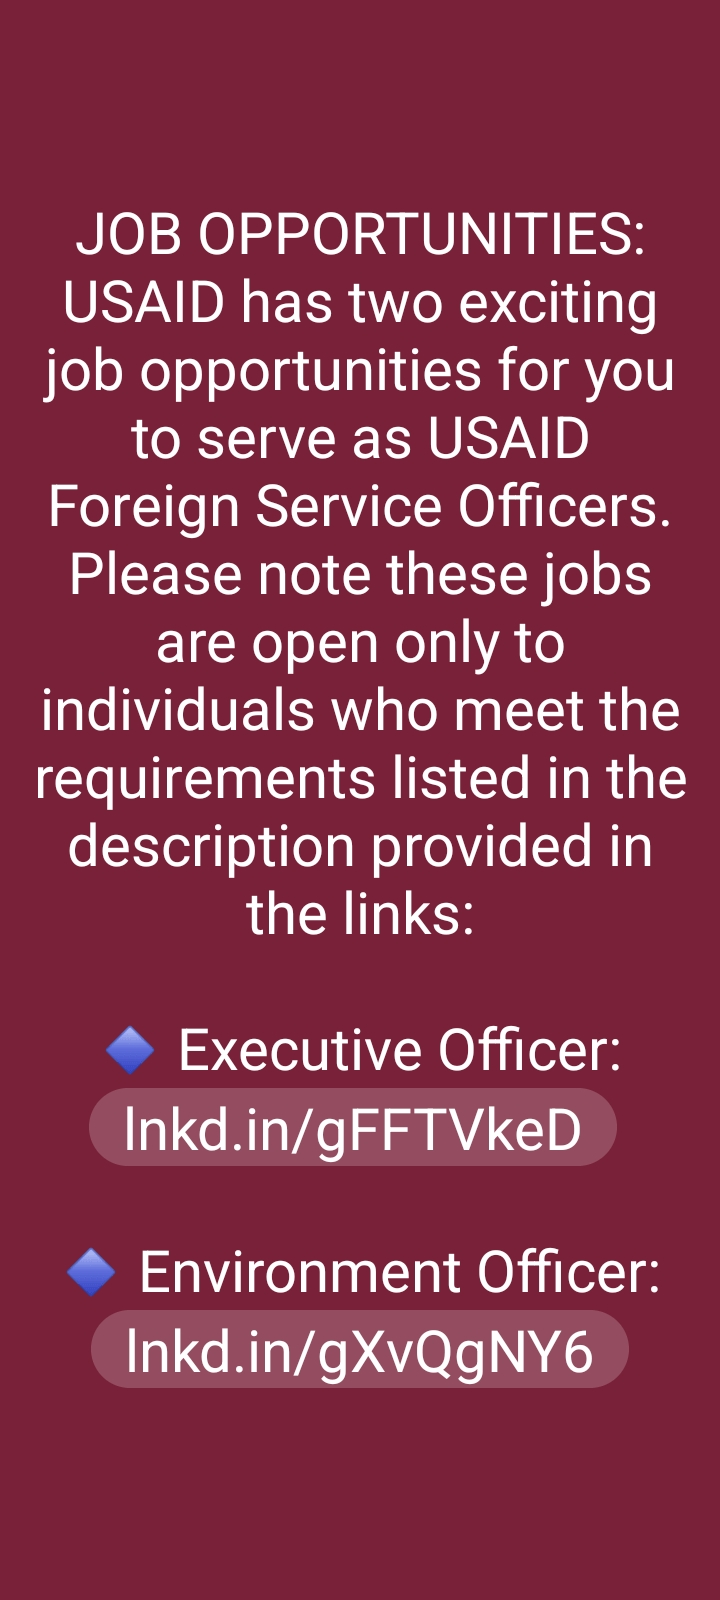 JOB OPPORTUNITIES:
USAID has two exciting
job opportunities for you
to serve as USAID
Foreign Service Officers.
Please note these jobs
are open only to
individuals who meet the
requirements listed in the
description provided in
the links:
🔷 Executive Officer:
lnkd.in/gFFTVkeD
🔷 Environment Officer:
lnkd.in/gXvQgNY6